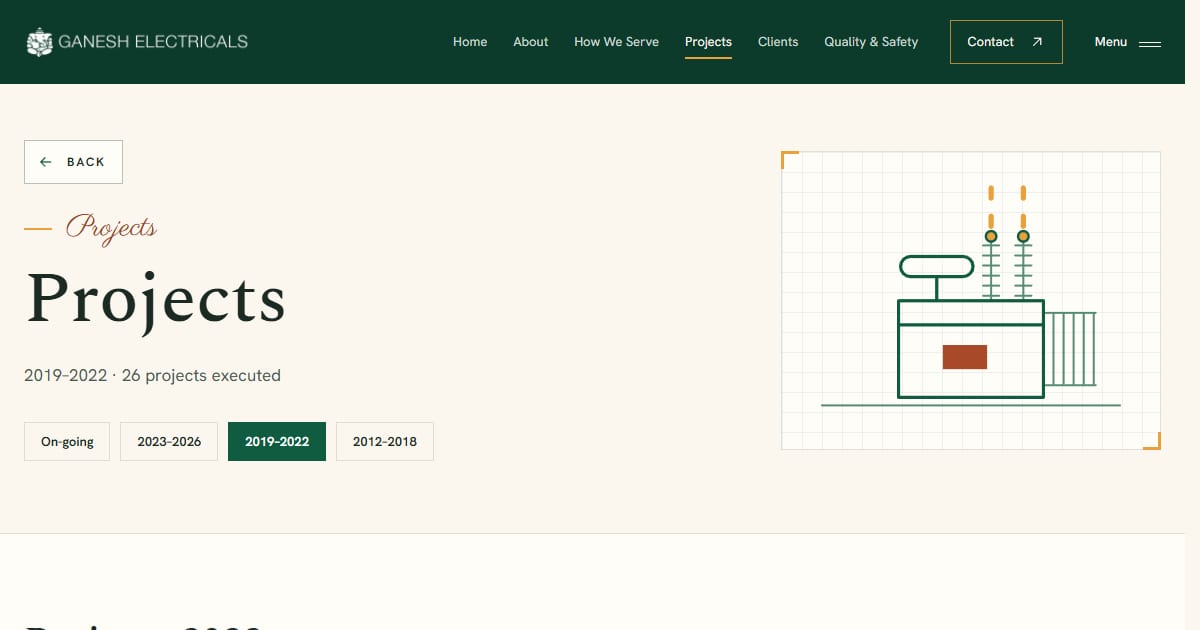 GANESH ELECTRICALS
Home About How We Serve Projects Clients Quality & Safety Contact Menu
BACK
Projects
Projects
2019–2022 · 26 projects executed
On-going 2023–2026 2019–2022 2012–2018